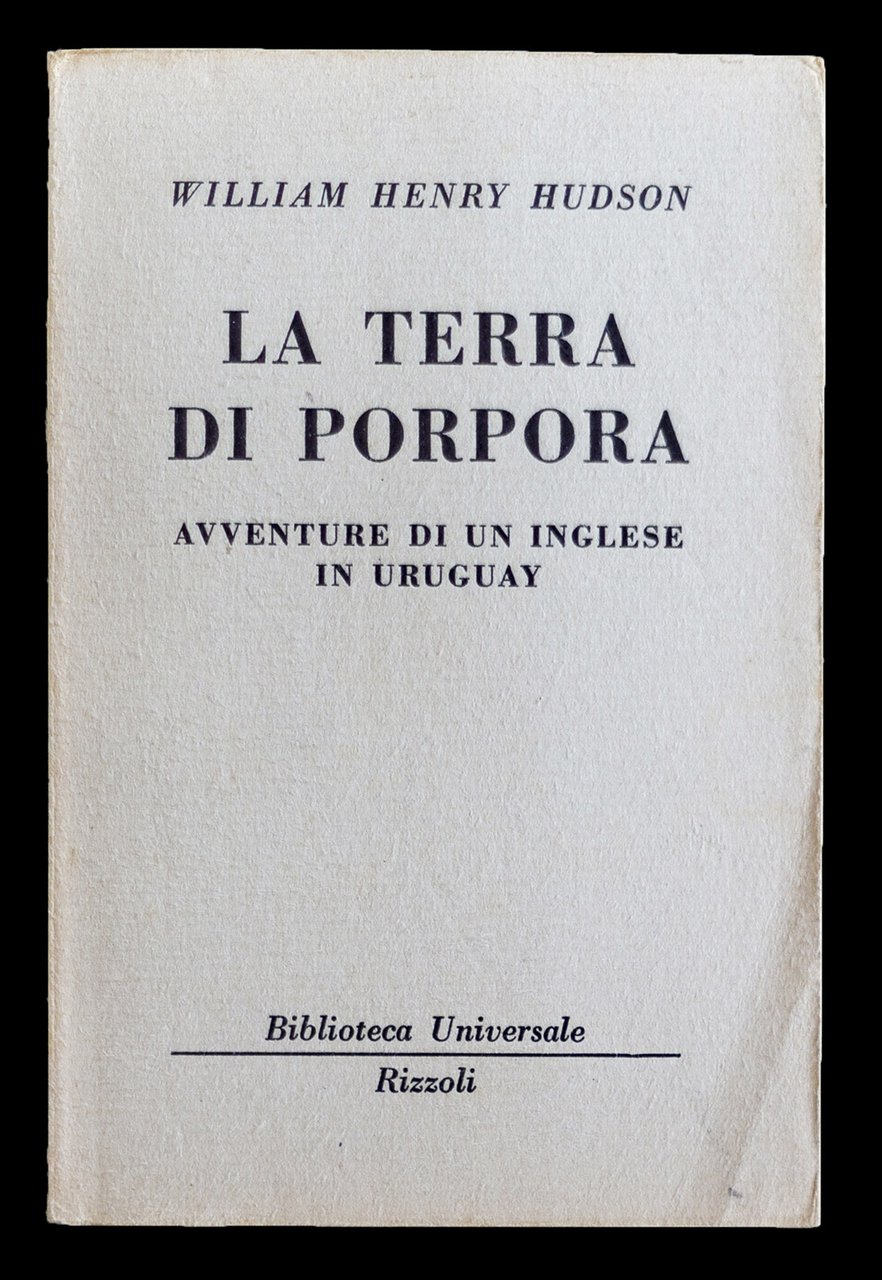 WILLIAM HENRY HUDSON
LA TERRA
DI PORPORA
AVVENTURE DI UN INGLESE
IN URUGUAY
Biblioteca Universale
Rizzoli